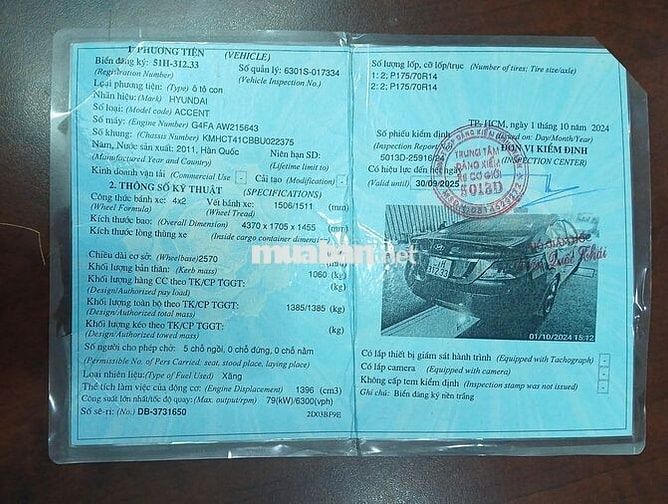 1. PHƯƠNG TIỆN (VEHICLE)
Biển đăng ký: 51H-312.33 Số quản lý: 6301S-017334
(Registration Number) (Vehicle Inspection No.)
Loại phương tiện: (Type) ô tô con
Nhãn hiệu: (Mark) HYUNDAI
Số loại: (Model code) ACCENT
Số máy: (Engine Number) G4FA AW215643
Số khung: (Chassis Number) KMHCT41CBBU022375
Năm, Nước sản xuất: 2011, Hàn Quốc Niên hạn SD:
(Manufactured Year and Country) (Lifetime limit to)
Kinh doanh vận tải (Commercial Use) - Cải tạo (Modification) -
2. THÔNG SỐ KỸ THUẬT (SPECIFICATIONS)
Công thức bánh xe: 4x2 Vết bánh xe: 1506/1511 (mm)
(Wheel Formula) (Wheel Tread)
Kích thước bao: (Overall Dimension) 4370 x 1705 x 1455 (mm)
Kích thước lòng thùng xe (mm)
(Inside cargo container dimension)
Chiều dài cơ sở: (Wheelbase) 2570 (mm)
Khối lượng bản thân: (Kerb mass) 1060 (kg)
Khối lượng hàng CC theo TK/CP TGGT: (kg)
(Design/Authorized pay load)
Khối lượng toàn bộ theo TK/CP TGGT: 1385/1385 (kg)
(Design/Authorized total mass)
Khối lượng kéo theo TK/CP TGGT: (kg)
(Design/Authorized towed mass)
Số người cho phép chở: 5 chỗ ngồi, 0 chỗ đứng, 0 chỗ nằm
(Permissible No. of Pers Carried: seat, stood place, laying place)
Loại nhiên liệu: (Type of Fuel Used) Xăng
Thể tích làm việc của động cơ: (Engine Displacement) 1396 (cm3)
Công suất lớn nhất/tốc độ quay: (Max. output/rpm) 79(kW)/6300(vph)
Số sê-ri: (No.) DB-3731650 2D03BF9E
Số lượng lốp, cỡ lốp/trục (Number of tires; Tire size/axle)
1: 2; P175/70R14
2: 2; P175/70R14
TP. HCM, ngày 1 tháng 10 năm 2024
Số phiếu kiểm định (Issued on: Day/Month/Year)
(Inspection Report ĐƠN VỊ KIỂM ĐỊNH
5013D-25916/2 (INSPECTION CENTER)
Có hiệu lực đến hết ngày
(Valid until) 30/09/2025
TRUNG TÂM
ĐĂNG KIỂM
XE CƠ GIỚI
5013D
muaban.net
51H
312.33
01/10/2024 15:12
Có lắp thiết bị giám sát hành trình (Equipped with Tachograph) -
Có lắp camera (Equipped with camera) -
Không cấp tem kiểm định (Inspection stamp was not issued) -
Ghi chú: Biển đăng ký nền trắng